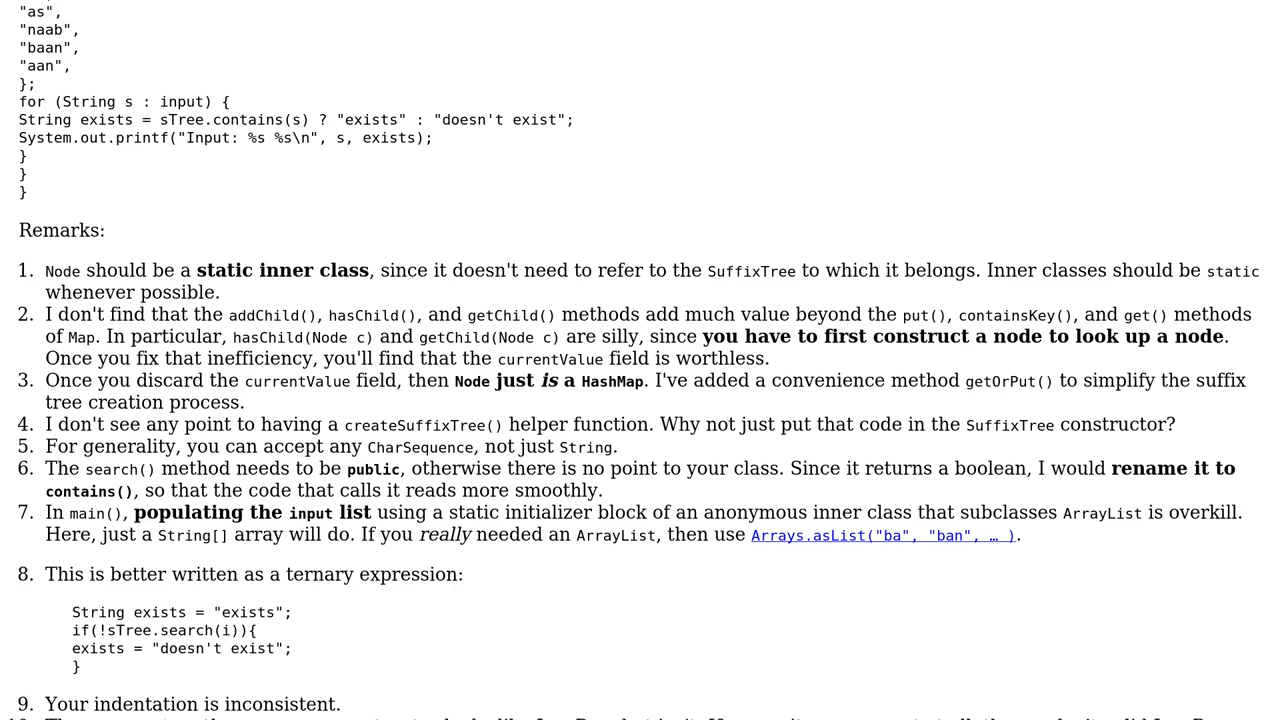 "as",
"naab",
"baan",
"aan",
};
for (String s : input) {
String exists = sTree.contains(s) ? "exists" : "doesn't exist";
System.out.printf("Input: %s %s\n", s, exists);
}
}
}
Remarks:
1. Node should be a static inner class, since it doesn't need to refer to the SuffixTree to which it belongs. Inner classes should be static
whenever possible.
2. I don't find that the addChild(), hasChild(), and getChild() methods add much value beyond the put(), containsKey(), and get() methods
of Map. In particular, hasChild(Node c) and getChild(Node c) are silly, since you have to first construct a node to look up a node.
Once you fix that inefficiency, you'll find that the currentValue field is worthless.
3. Once you discard the currentValue field, then Node just is a HashMap. I've added a convenience method getOrPut() to simplify the suffix
tree creation process.
4. I don't see any point to having a createSuffixTree() helper function. Why not just put that code in the SuffixTree constructor?
5. For generality, you can accept any CharSequence, not just String.
6. The search() method needs to be public, otherwise there is no point to your class. Since it returns a boolean, I would rename it to
contains(), so that the code that calls it reads more smoothly.
7. In main(), populating the input list using a static initializer block of an anonymous inner class that subclasses ArrayList is overkill.
Here, just a String[] array will do. If you really needed an ArrayList, then use Arrays.asList("ba", "ban", … ).
8. This is better written as a ternary expression:
String exists = "exists";
if(!sTree.search(i)){
exists = "doesn't exist";
}
9. Your indentation is inconsistent.